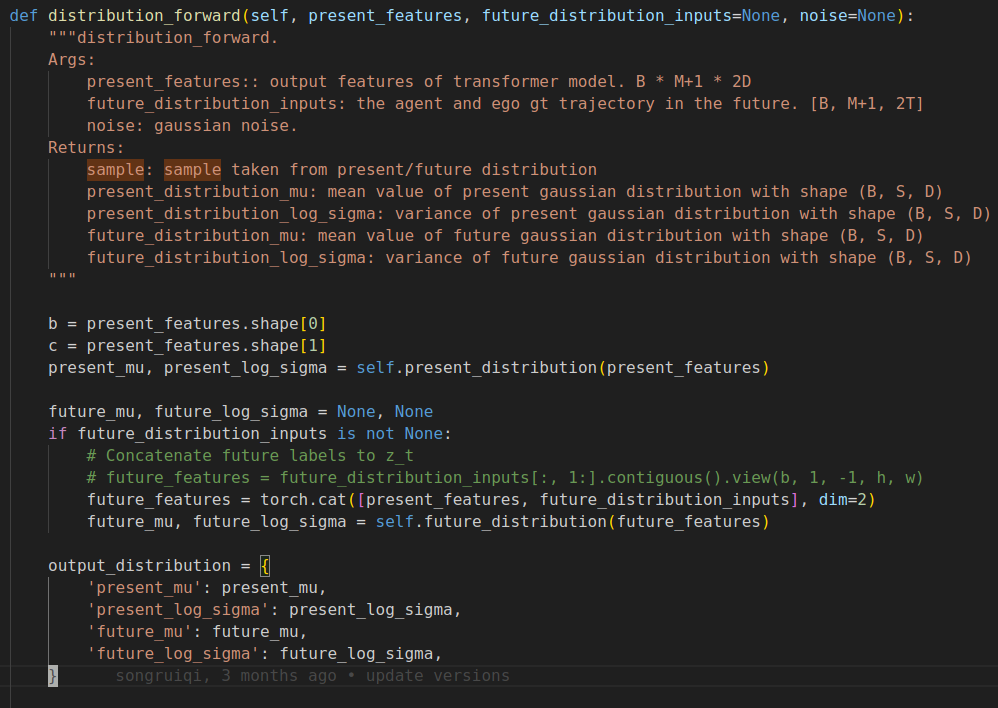 def distribution_forward(self, present_features, future_distribution_inputs=None, noise=None):
"""distribution_forward.
Args:
present_features:: output features of transformer model. B * M+1 * 2D
future_distribution_inputs: the agent and ego gt trajectory in the future. [B, M+1, 2T]
noise: gaussian noise.
Returns:
sample: sample taken from present/future distribution
present_distribution_mu: mean value of present gaussian distribution with shape (B, S, D)
present_distribution_log_sigma: variance of present gaussian distribution with shape (B, S, D)
future_distribution_mu: mean value of future gaussian distribution with shape (B, S, D)
future_distribution_log_sigma: variance of future gaussian distribution with shape (B, S, D)
"""
b = present_features.shape[0]
c = present_features.shape[1]
present_mu, present_log_sigma = self.present_distribution(present_features)
future_mu, future_log_sigma = None, None
if future_distribution_inputs is not None:
# Concatenate future labels to z_t
# future_features = future_distribution_inputs[:, 1:].contiguous().view(b, 1, -1, h, w)
future_features = torch.cat([present_features, future_distribution_inputs], dim=2)
future_mu, future_log_sigma = self.future_distribution(future_features)
output_distribution = {
'present_mu': present_mu,
'present_log_sigma': present_log_sigma,
'future_mu': future_mu,
'future_log_sigma': future_log_sigma,
} songruiqi, 3 months ago • update versions